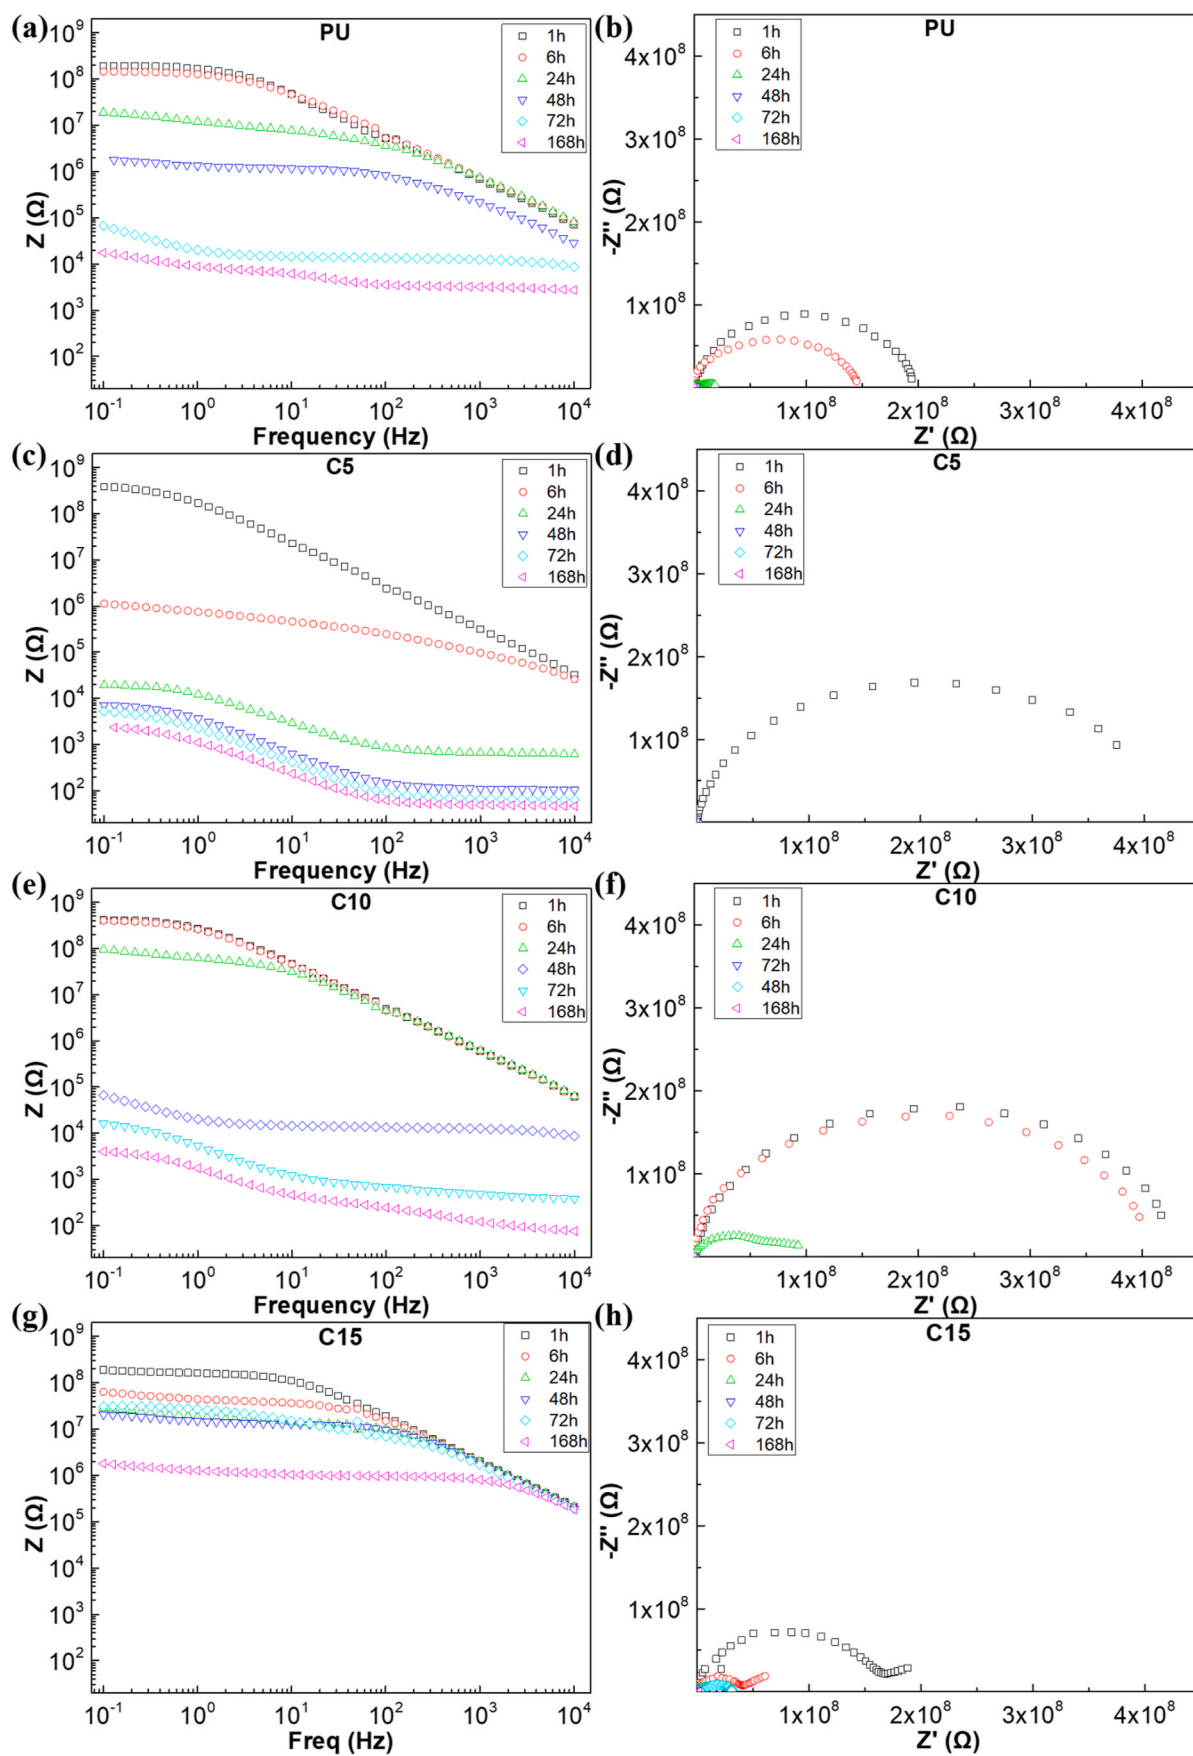 (a)
PU
1h
6h
24h
48h
72h
168h
10⁹
10⁸
10⁷
10⁶
10⁵
10⁴
10³
10²
Z (Ω)
10⁻¹ 10⁰ 10¹ 10² 10³ 10⁴
Frequency (Hz)
(b)
PU
1h
6h
24h
48h
72h
168h
4x10⁸
3x10⁸
2x10⁸
1x10⁸
-Z'' (Ω)
1x10⁸ 2x10⁸ 3x10⁸ 4x10⁸
Z' (Ω)
(c)
C5
1h
6h
24h
48h
72h
168h
10⁹
10⁸
10⁷
10⁶
10⁵
10⁴
10³
10²
Z (Ω)
10⁻¹ 10⁰ 10¹ 10² 10³ 10⁴
Frequency (Hz)
(d)
C5
1h
6h
24h
48h
72h
168h
4x10⁸
3x10⁸
2x10⁸
1x10⁸
-Z'' (Ω)
1x10⁸ 2x10⁸ 3x10⁸ 4x10⁸
Z' (Ω)
(e)
C10
1h
6h
24h
48h
72h
168h
10⁹
10⁸
10⁷
10⁶
10⁵
10⁴
10³
10²
Z (Ω)
10⁻¹ 10⁰ 10¹ 10² 10³ 10⁴
Frequency (Hz)
(f)
C10
1h
6h
24h
72h
48h
168h
4x10⁸
3x10⁸
2x10⁸
1x10⁸
-Z'' (Ω)
1x10⁸ 2x10⁸ 3x10⁸ 4x10⁸
Z' (Ω)
(g)
C15
1h
6h
24h
48h
72h
168h
10⁹
10⁸
10⁷
10⁶
10⁵
10⁴
10³
10²
Z (Ω)
10⁻¹ 10⁰ 10¹ 10² 10³ 10⁴
Freq (Hz)
(h)
C15
1h
6h
24h
48h
72h
168h
4x10⁸
3x10⁸
2x10⁸
1x10⁸
-Z'' (Ω)
1x10⁸ 2x10⁸ 3x10⁸ 4x10⁸
Z' (Ω)